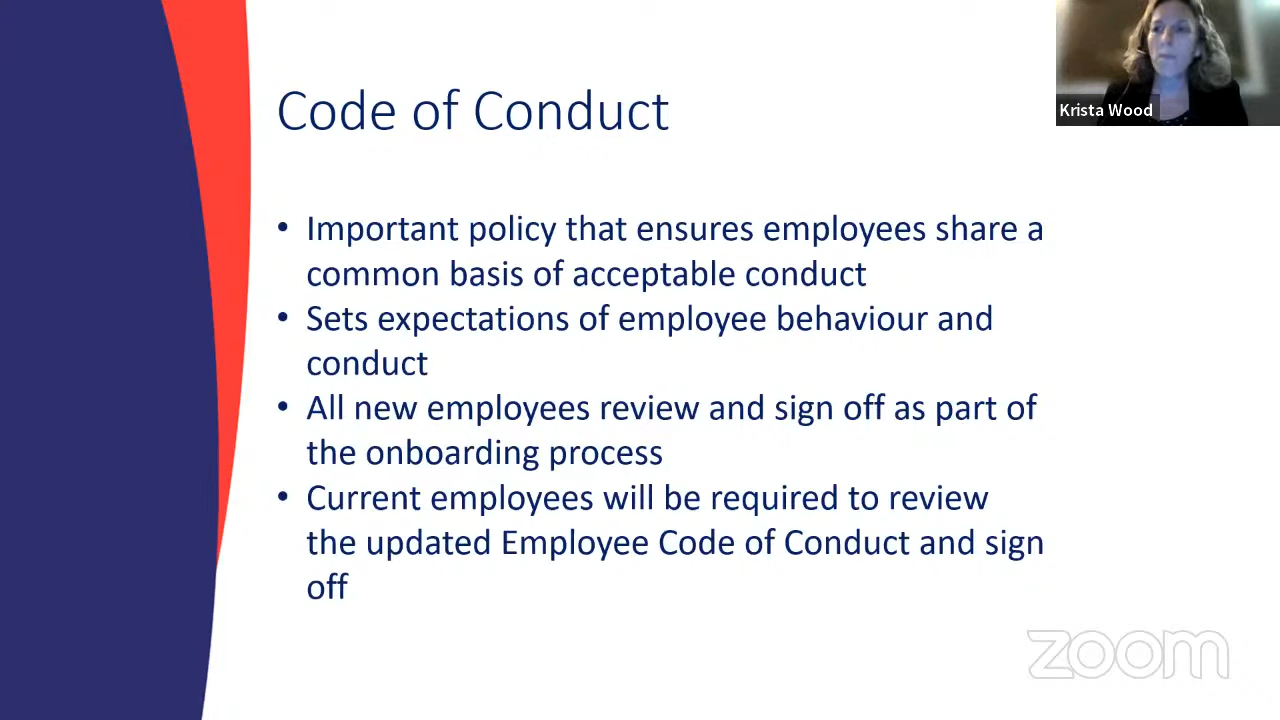 Krista Wood
Code of Conduct
• Important policy that ensures employees share a
common basis of acceptable conduct
• Sets expectations of employee behaviour and
conduct
• All new employees review and sign off as part of
the onboarding process
• Current employees will be required to review
the updated Employee Code of Conduct and sign
off
zoom